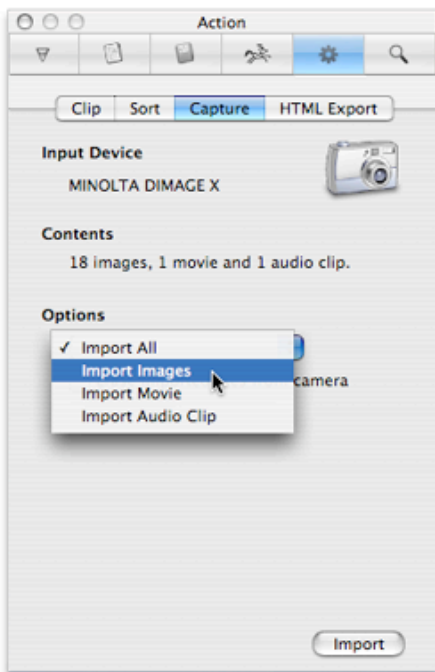 Action
Clip Sort Capture HTML Export
Input Device
MINOLTA DIMAGE X
Contents
18 images, 1 movie and 1 audio clip.
Options
✓ Import All
Import Images
camera
Import Movie
Import Audio Clip
Import